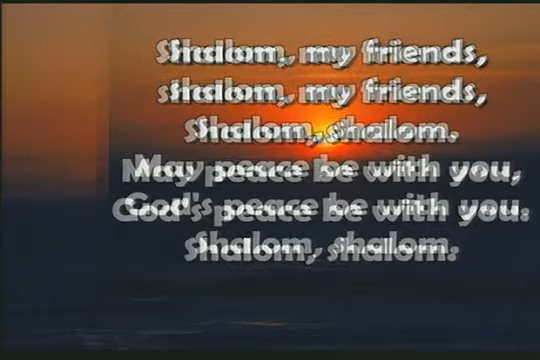 Shalom, my friends,
shalom, my friends,
Shalom, shalom.
May peace be with you,
God's peace be with you.
Shalom, shalom.